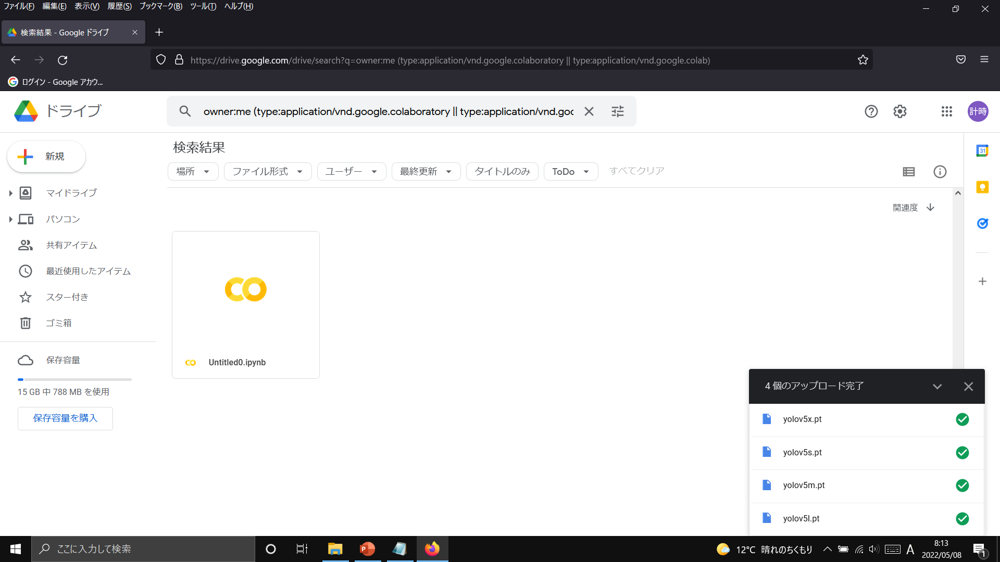 ファイル(F) 編集(E) 表示(V) 履歴(S) ブックマーク(B) ツール(T) ヘルプ(H)
検索結果 - Google ドライブ
https://drive.google.com/drive/search?q=owner:me (type:application/vnd.google.colaboratory || type:application/vnd.google.colab)
ログイン - Google アカウ...
ドライブ
owner:me (type:application/vnd.google.colaboratory || type:application/vnd.goo
計時
新規
検索結果
場所 ファイル形式 ユーザー 最終更新 タイトルのみ ToDo すべてクリア
31
マイドライブ
関連度
パソコン
共有アイテム
最近使用したアイテム
スター付き
ゴミ箱
保存容量
Untitled0.ipynb
15 GB 中 788 MB を使用
保存容量を購入
4 個のアップロード完了
yolov5x.pt
yolov5s.pt
yolov5m.pt
yolov5l.pt
ここに入力して検索
P
12°C 晴れのちくもり
A
8:13
2022/05/08
1